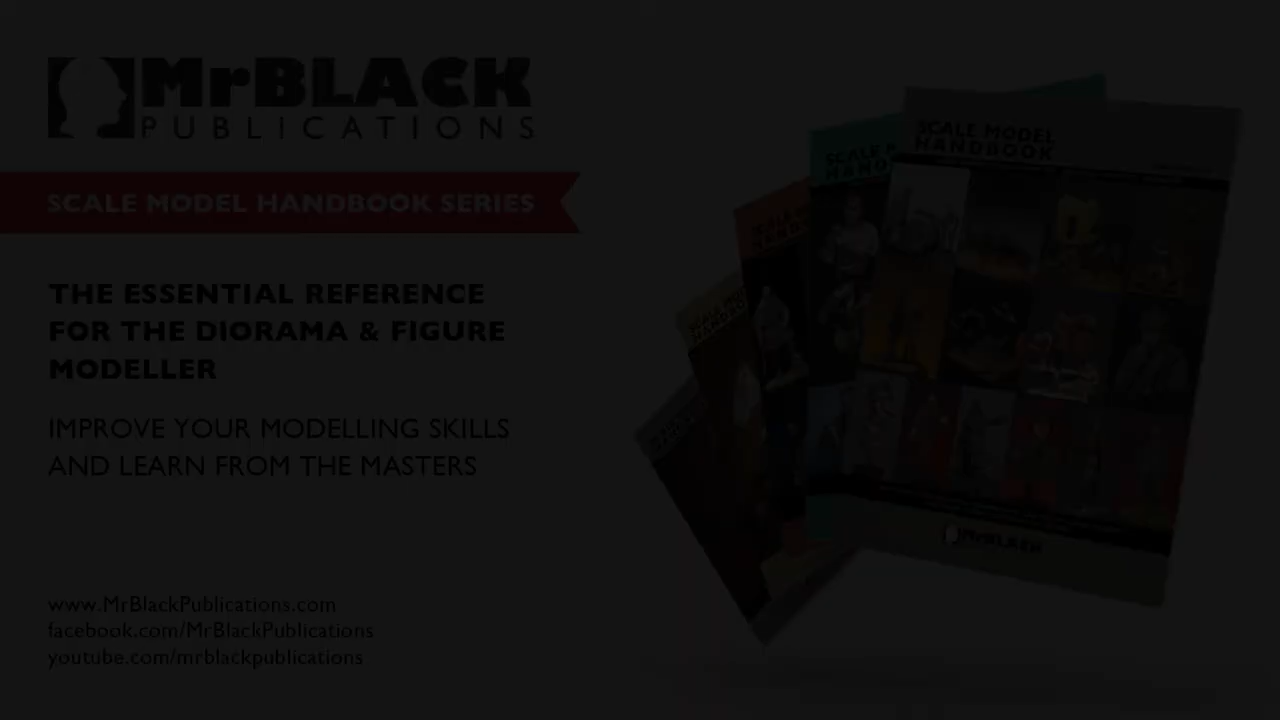 MrBLACK
PUBLICATIONS
SCALE MODEL HANDBOOK SERIES
THE ESSENTIAL REFERENCE
FOR THE DIORAMA & FIGURE
MODELLER
IMPROVE YOUR MODELLING SKILLS
AND LEARN FROM THE MASTERS
www.MrBlackPublications.com
facebook.com/MrBlackPublications
youtube.com/mrblackpublications
SCALE MODEL
HANDBOOK
MrBLACK